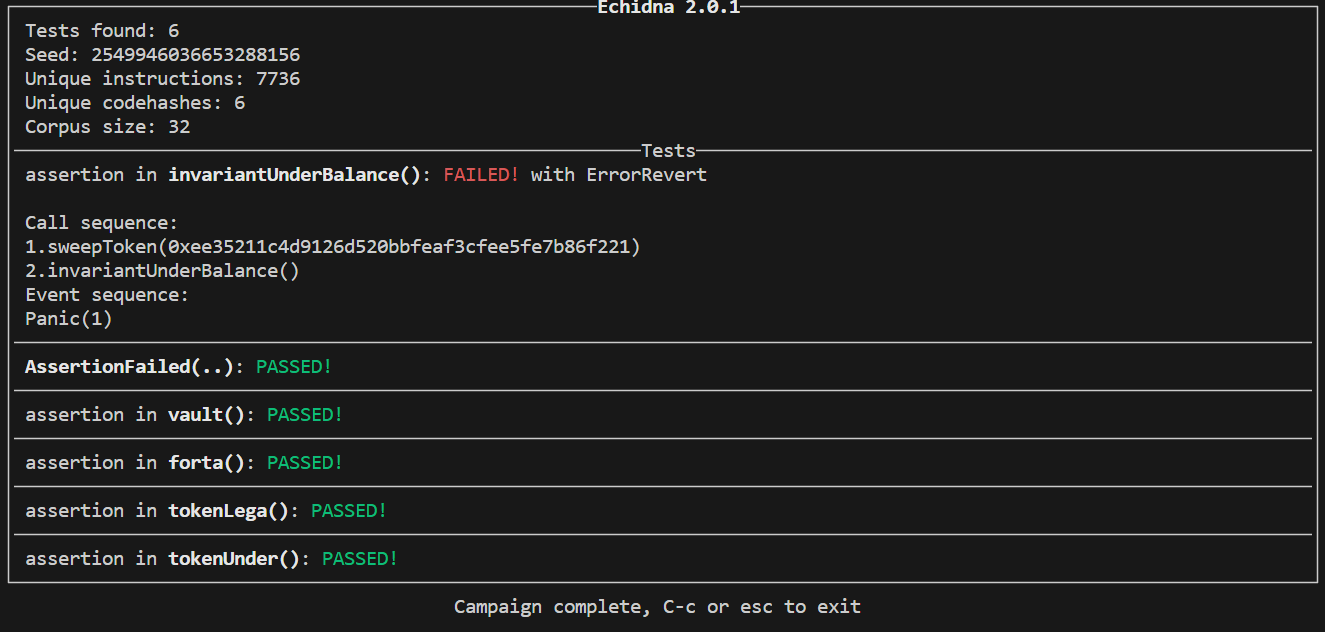 Echidna 2.0.1
Tests found: 6
Seed: 2549946036653288156
Unique instructions: 7736
Unique codehashes: 6
Corpus size: 32
Tests
assertion in invariantUnderBalance(): FAILED! with ErrorRevert
Call sequence:
1.sweepToken(0xee35211c4d9126d520bbfeaf3cfee5fe7b86f221)
2.invariantUnderBalance()
Event sequence:
Panic(1)
AssertionFailed(..): PASSED!
assertion in vault(): PASSED!
assertion in forta(): PASSED!
assertion in tokenLega(): PASSED!
assertion in tokenUnder(): PASSED!
Campaign complete, C-c or esc to exit